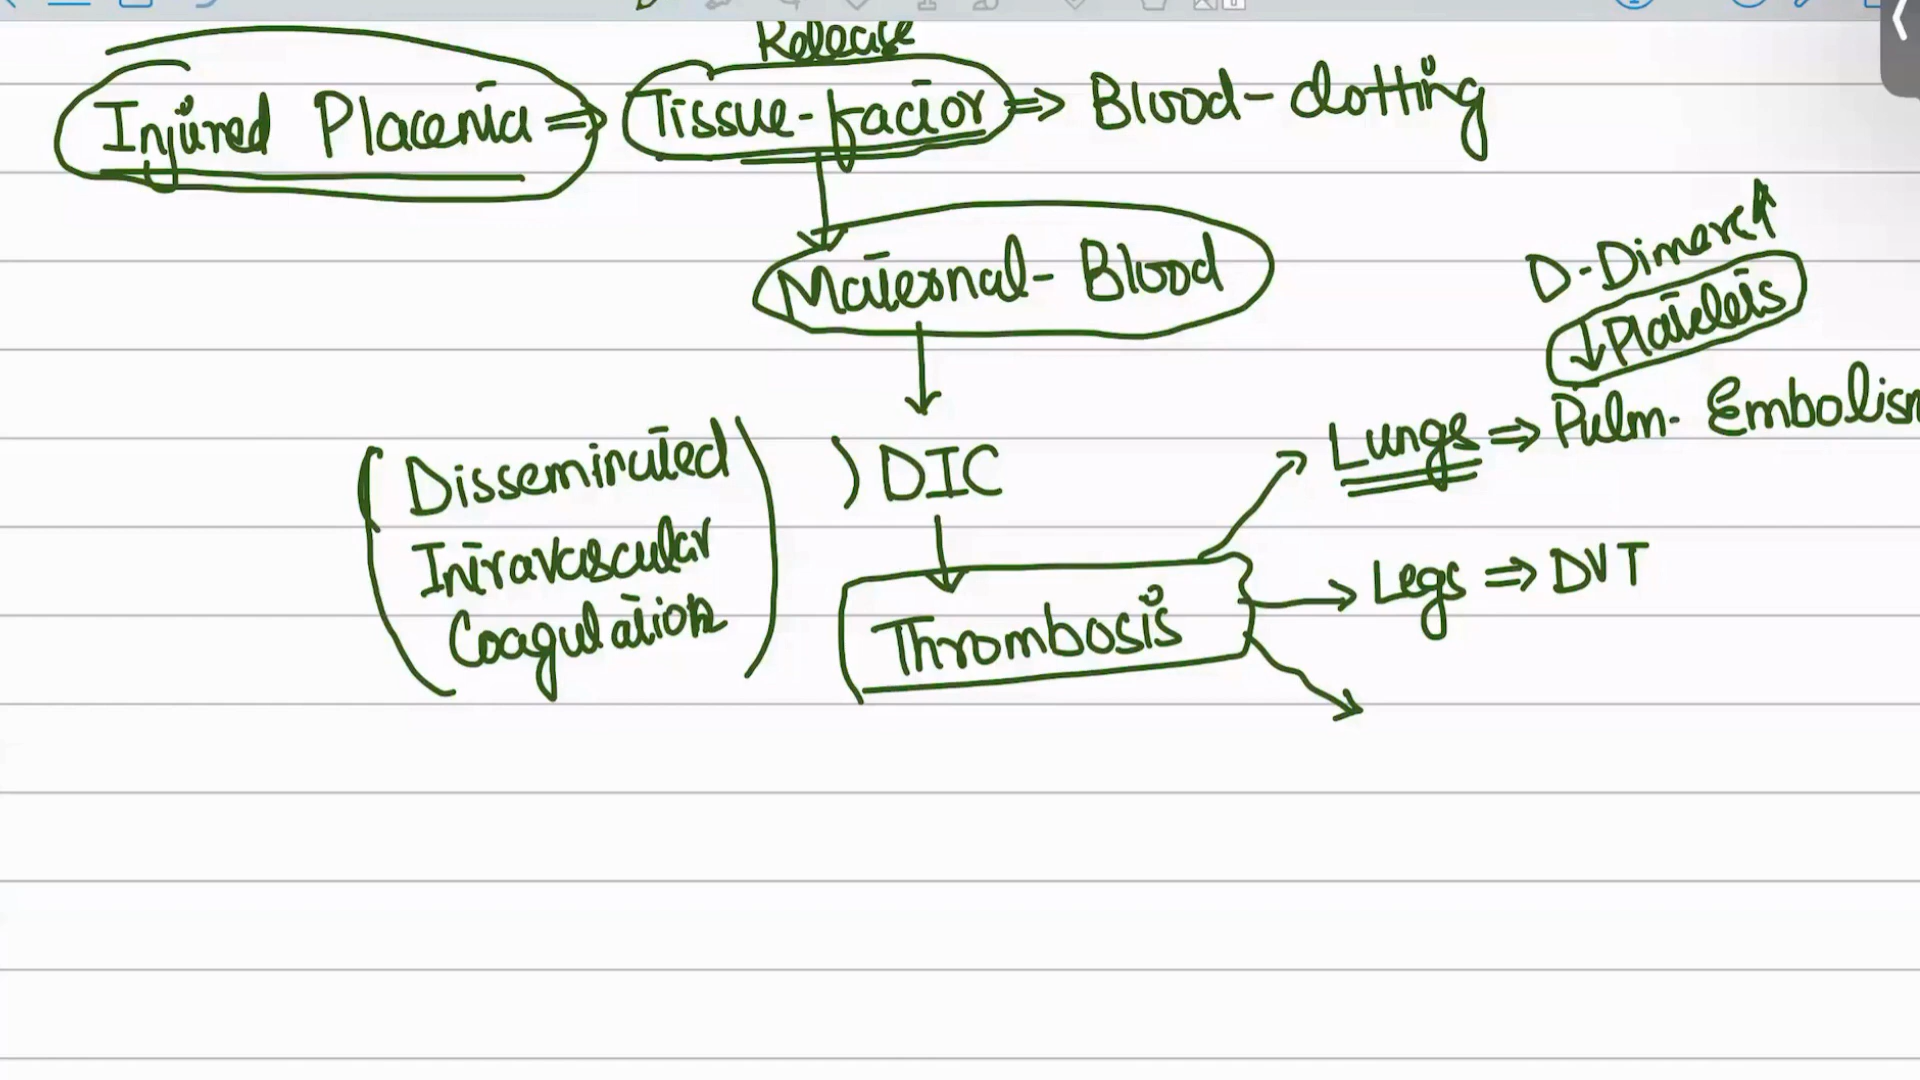 Release
Injured Placenta ⇒ Tissue-factor ⇒ Blood-clotting
Maternal-Blood
D-Dimers↑
↓Platelets
Lungs ⇒ Pulm- Embolism
(Disseminated
Intravascular
Coagulation)
) DIC
Legs ⇒ DVT
Thrombosis